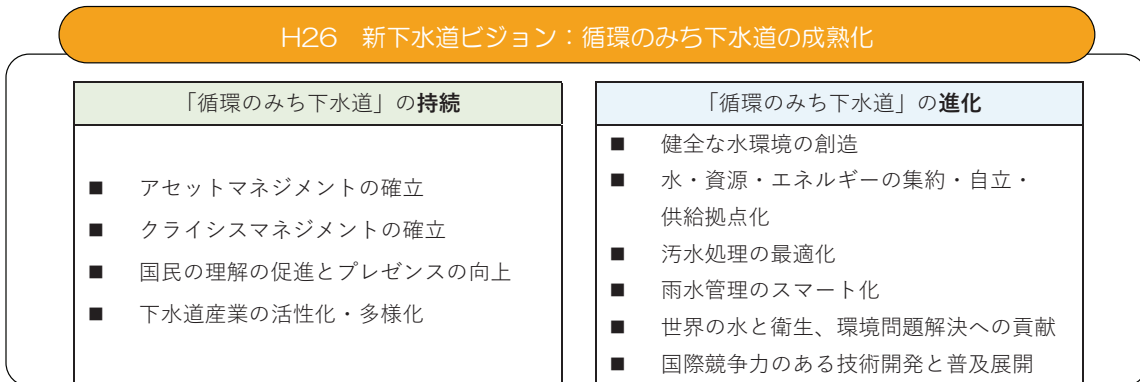 H26　新下水道ビジョン：循環のみち下水道の成熟化
「循環のみち下水道」の持続
■　アセットマネジメントの確立
■　クライシスマネジメントの確立
■　国民の理解の促進とプレゼンスの向上
■　下水道産業の活性化・多様化
「循環のみち下水道」の進化
■　健全な水環境の創造
■　水・資源・エネルギーの集約・自立・
供給拠点化
■　汚水処理の最適化
■　雨水管理のスマート化
■　世界の水と衛生、環境問題解決への貢献
■　国際競争力のある技術開発と普及展開